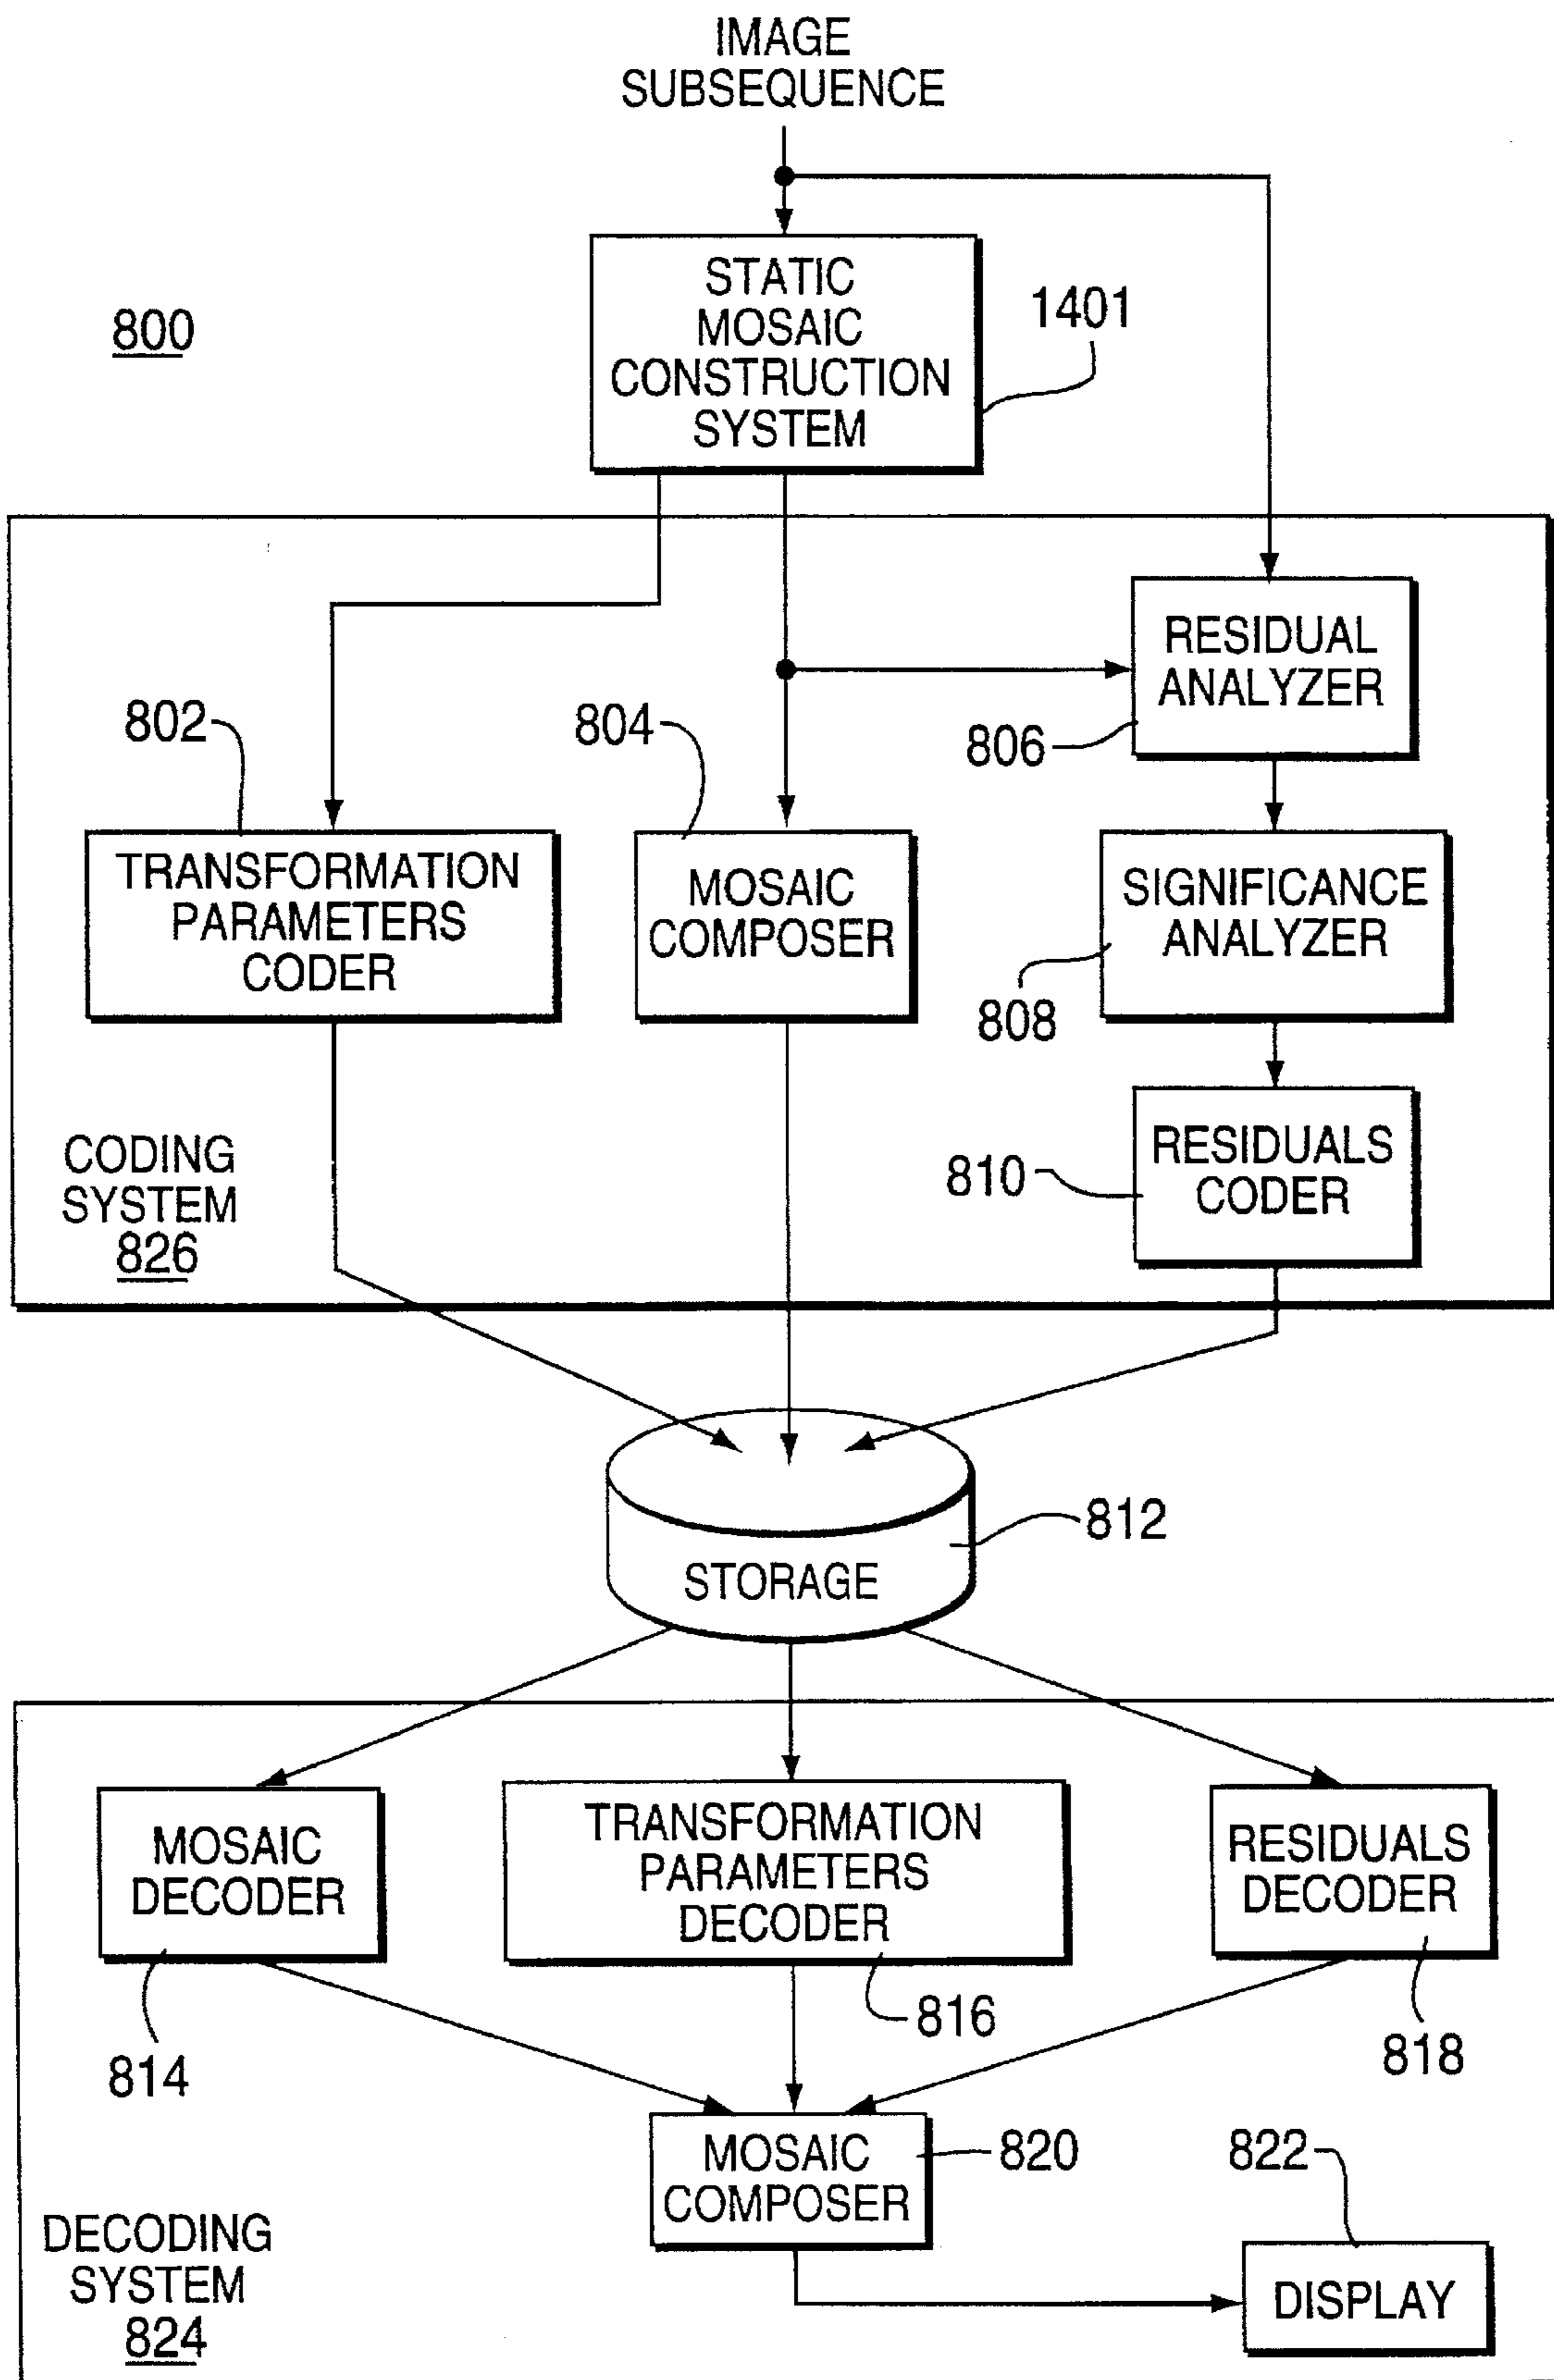 IMAGE
SUBSEQUENCE
STATIC
MOSAIC
CONSTRUCTION
SYSTEM
1401
800
RESIDUAL
ANALYZER
806
802
804
TRANSFORMATION
PARAMETERS
CODER
MOSAIC
COMPOSER
SIGNIFICANCE
ANALYZER
808
RESIDUALS
CODER
810
CODING
SYSTEM
826
812
STORAGE
MOSAIC
DECODER
TRANSFORMATION
PARAMETERS
DECODER
RESIDUALS
DECODER
814
816
818
MOSAIC
COMPOSER
820
822
DECODING
SYSTEM
824
DISPLAY